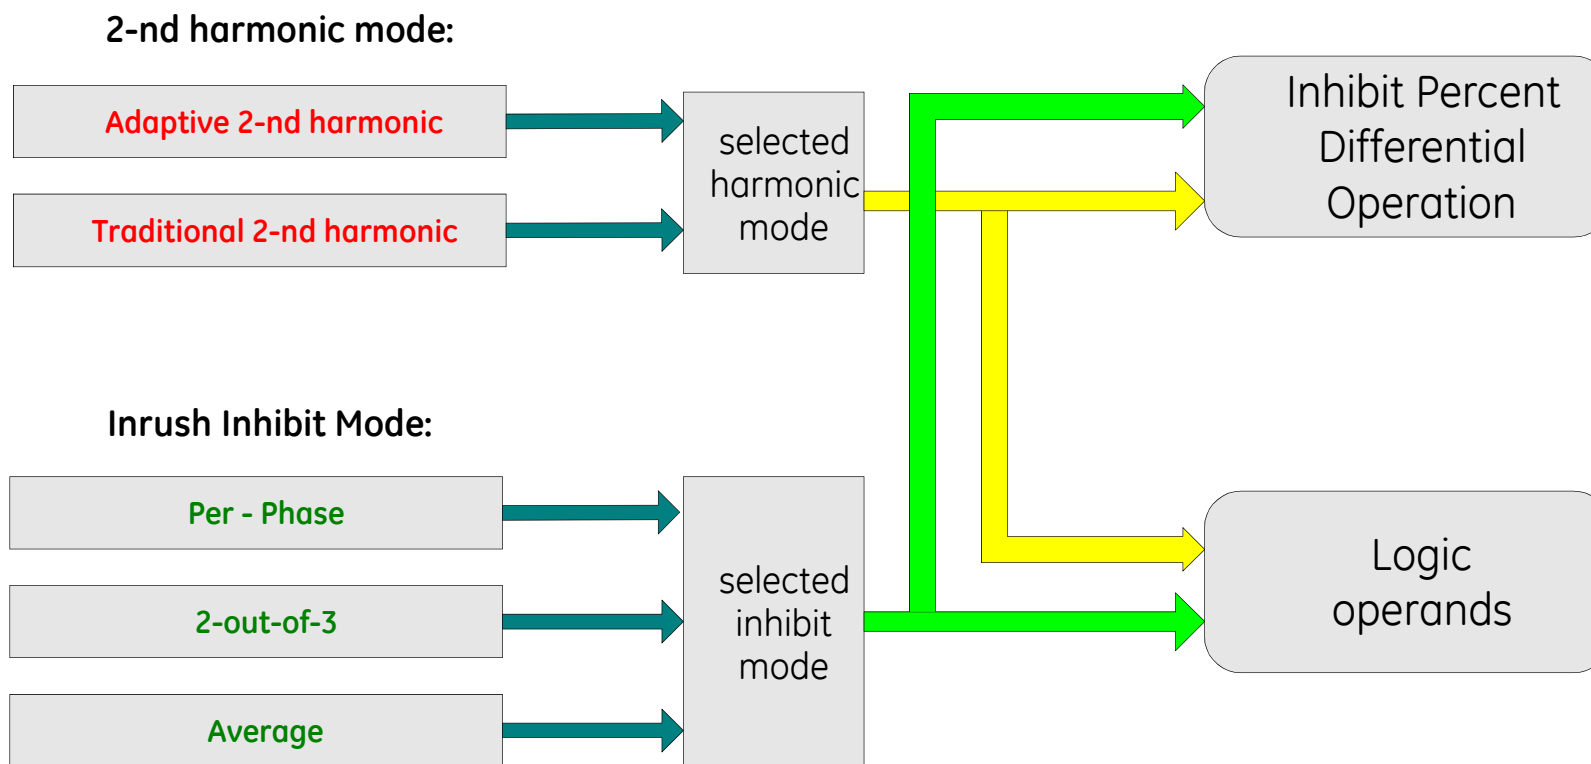 2-nd harmonic mode:
Adaptive 2-nd harmonic
Traditional 2-nd harmonic
selected
harmonic
mode
Inhibit Percent
Differential
Operation
Inrush Inhibit Mode:
Per - Phase
2-out-of-3
Average
selected
inhibit
mode
Logic
operands